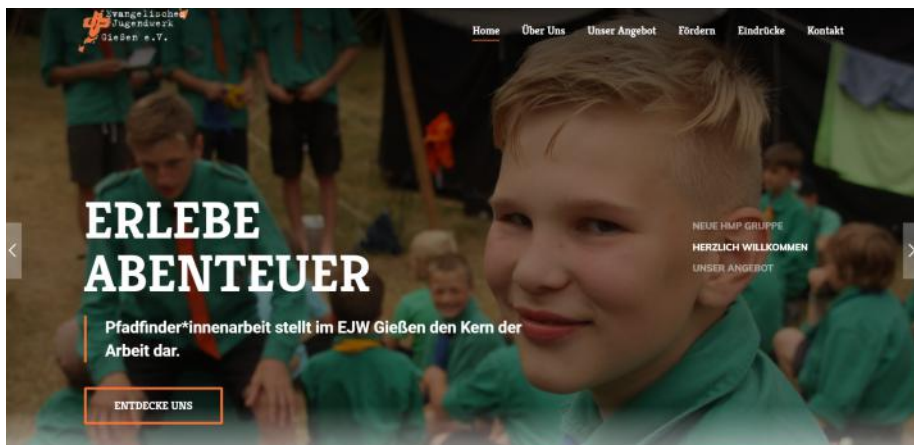 Evangelisches
Jugendwerk
Gießen e.V.
Home Über Uns Unser Angebot Fördern Eindrücke Kontakt
ERLEBE
ABENTEUER
NEUE HMP GRUPPE
HERZLICH WILLKOMMEN
UNSER ANGEBOT
Pfadfinder*innenarbeit stellt im EJW Gießen den Kern der
Arbeit dar.
ENTDECKE UNS